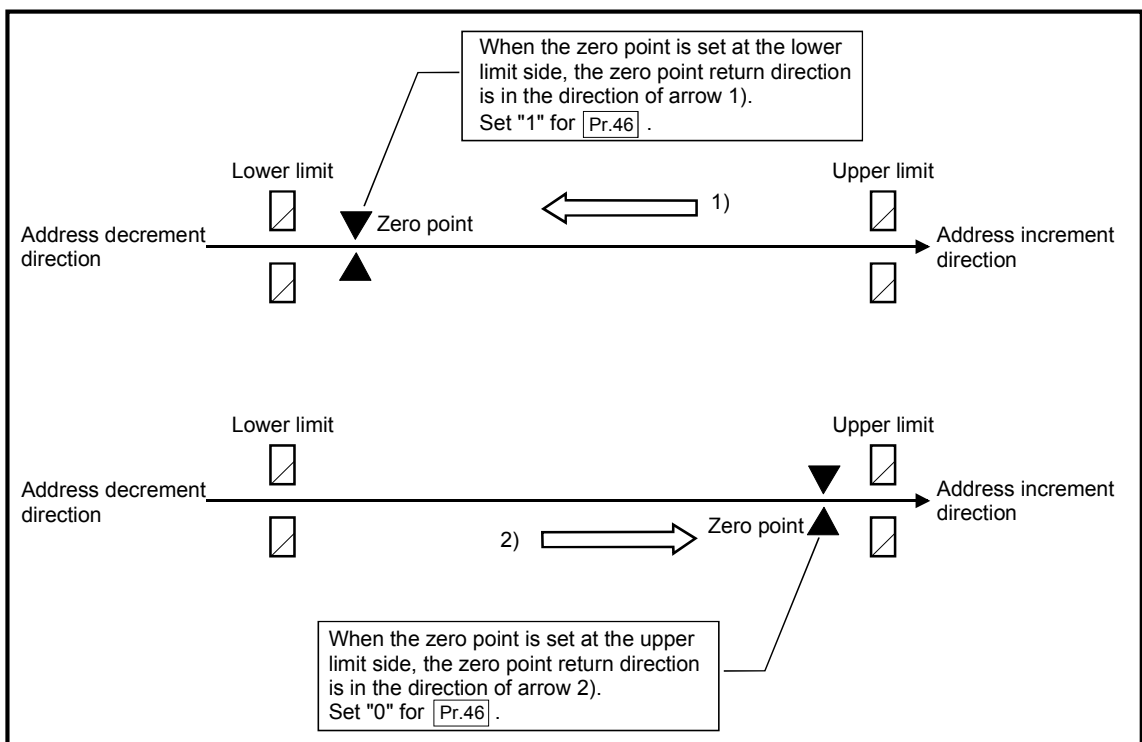 When the zero point is set at the lower
limit side, the zero point return direction
is in the direction of arrow 1).
Set "1" for Pr.46 .
Lower limit
Upper limit
1)
Zero point
Address decrement
direction
Address increment
direction
Lower limit
Upper limit
Address decrement
direction
Address increment
direction
2)
Zero point
When the zero point is set at the upper
limit side, the zero point return direction
is in the direction of arrow 2).
Set "0" for Pr.46 .